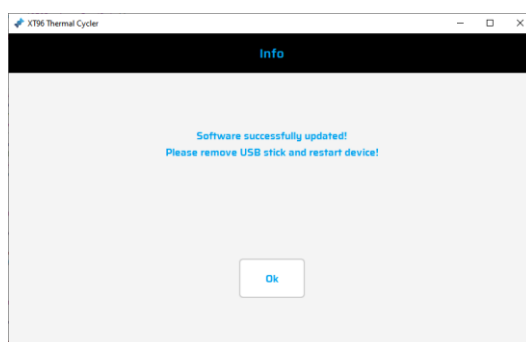 XT96 Thermal Cycler
Info
Software successfully updated!
Please remove USB stick and restart device!
Ok